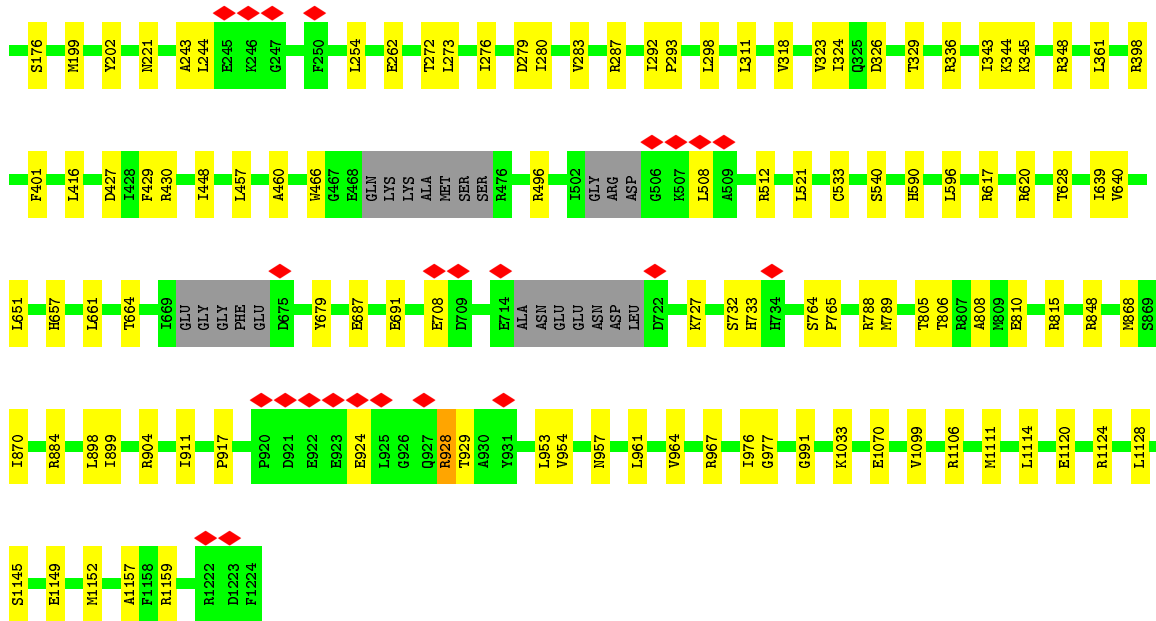 S176 M199 Y202 N221 A243 L244 E245 K246 G247 F250 L254 E262 T272 L273 I276 D279 I280 V283 R287 I292 P293 L298 L311 V318 V323 I324 Q325 D326 T329 R336 I343 K344 K345 R348 L361 R398
F401 L416 D427 I428 F429 R430 I448 L457 A460 W466 G467 E468 GLN LYS LYS ALA MET SER SER R476 R496 I502 GLY ARG ASP G506 K507 L508 A509 R512 L521 C533 S540 H590 L596 R617 R620 T628 I639 V640
L651 H657 L661 T664 I669 GLU GLY GLY PHE GLU D675 Y679 E687 E691 E708 D709 E714 ALA ASN GLU GLU ASN ASP LEU D722 K727 S732 H733 H734 S764 P765 R788 M789 T805 T806 R807 A808 M809 E810 R815 R848 M868 S869
I870 R884 L898 I899 R904 I911 P917 P920 D921 E922 E923 E924 L925 G926 Q927 R928 T929 A930 Y931 L953 V954 N957 L961 V964 R967 I976 G977 G991 K1033 E1070 V1099 R1106 M1111 L1114 E1120 R1124 L1128
S1145 E1149 M1152 A1157 F1158 R1159 R1222 D1223 F1224